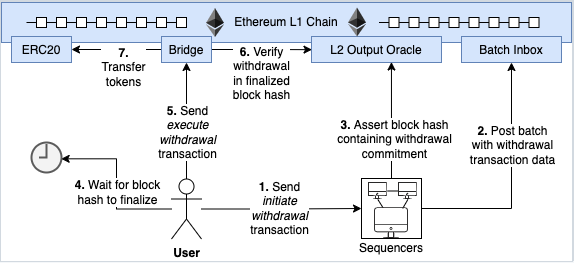 Ethereum L1 Chain
ERC20
Bridge
L2 Output Oracle
Batch Inbox
7.
Transfer
tokens
6. Verify
withdrawal
in finalized
block hash
5. Send
execute
withdrawal
transaction
3. Assert block hash
containing withdrawal
commitment
2. Post batch
with withdrawal
transaction data
4. Wait for block
hash to finalize
1. Send
initiate
withdrawal
transaction
User
Sequencers